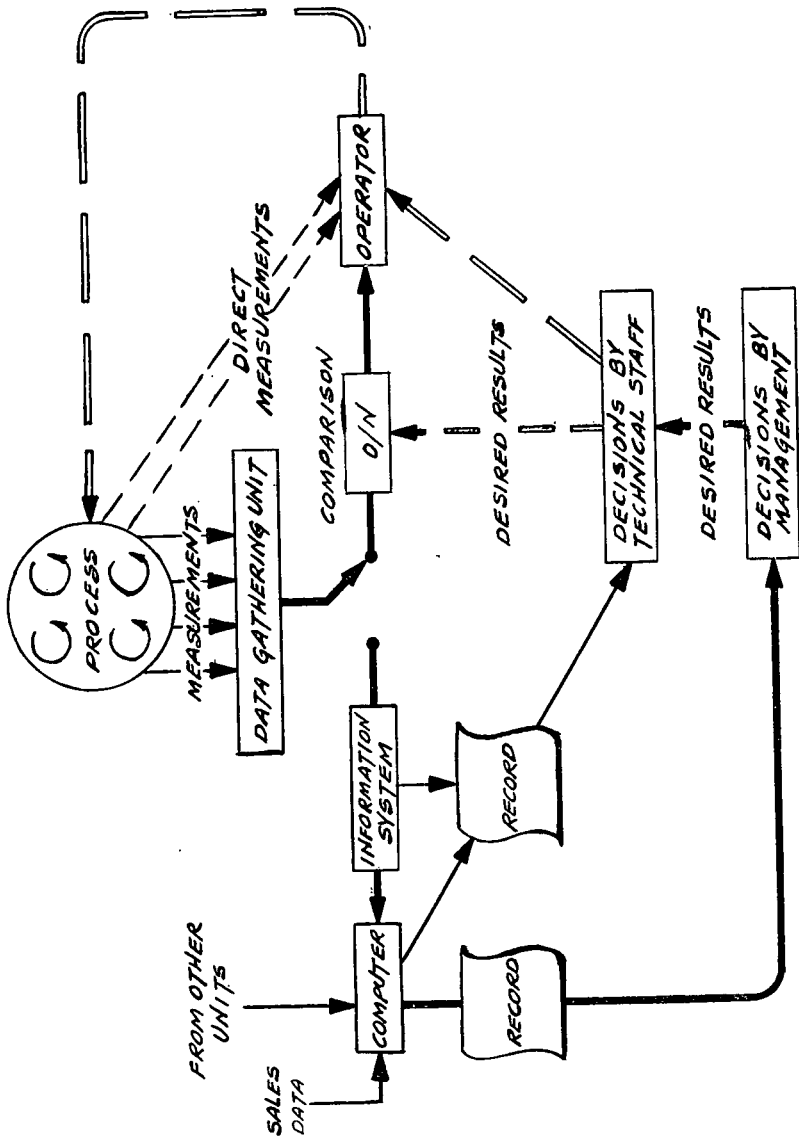 PROCESS
MEASUREMENTS
DATA GATHERING UNIT
DIRECT
MEASUREMENTS
OPERATOR
COMPARISON
O/N
INFORMATION
SYSTEM
FROM OTHER
UNITS
SALES
DATA
COMPUTER
RECORD
RECORD
DESIRED RESULTS
DECISIONS BY
TECHNICAL STAFF
DESIRED RESULTS
DECISIONS BY
MANAGEMENT